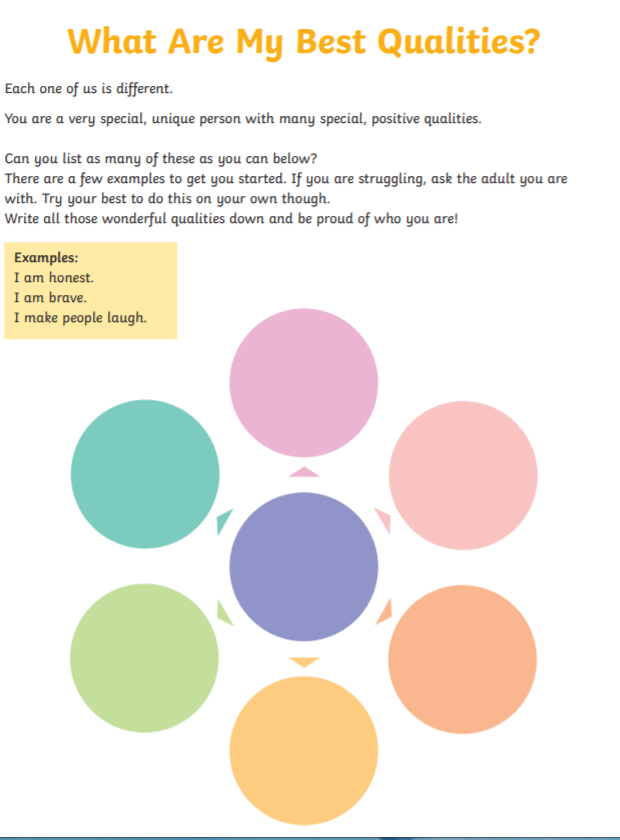 What Are My Best Qualities?
Each one of us is different.
You are a very special, unique person with many special, positive qualities.
Can you list as many of these as you can below?
There are a few examples to get you started. If you are struggling, ask the adult you are
with. Try your best to do this on your own though.
Write all those wonderful qualities down and be proud of who you are!
Examples:
I am honest.
I am brave.
I make people laugh.